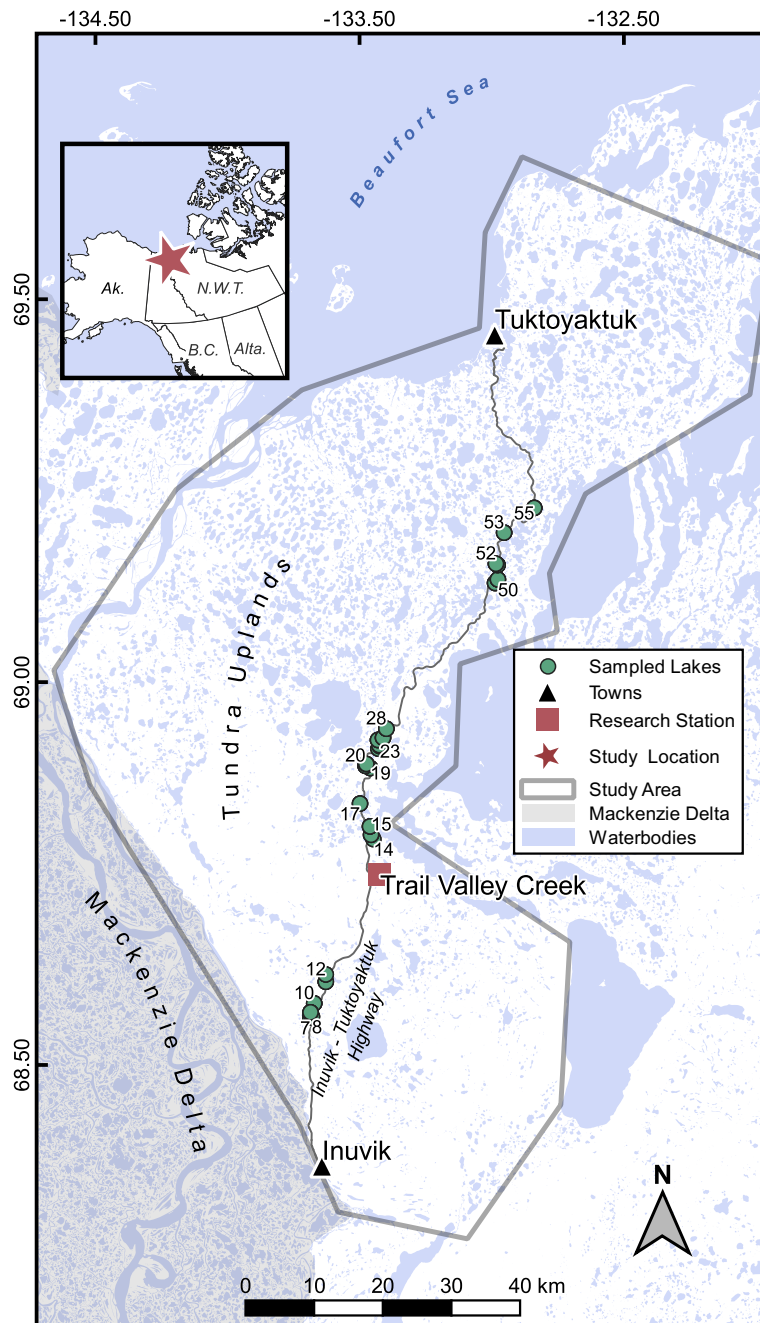 -134.50
-133.50
-132.50
Beaufort Sea
Ak.
N.W.T.
B.C.
Alta.
69.50
Tuktoyaktuk
55
53
52
50
Tundra Uplands
69.00
Sampled Lakes
Towns
Research Station
Study Location
Study Area
Mackenzie Delta
Waterbodies
28
23
20
19
17
15
14
Trail Valley Creek
Mackenzie Delta
12
10
78
Inuvik - Tuktoyaktuk
Highway
68.50
Inuvik
N
0 10 20 30 40 km